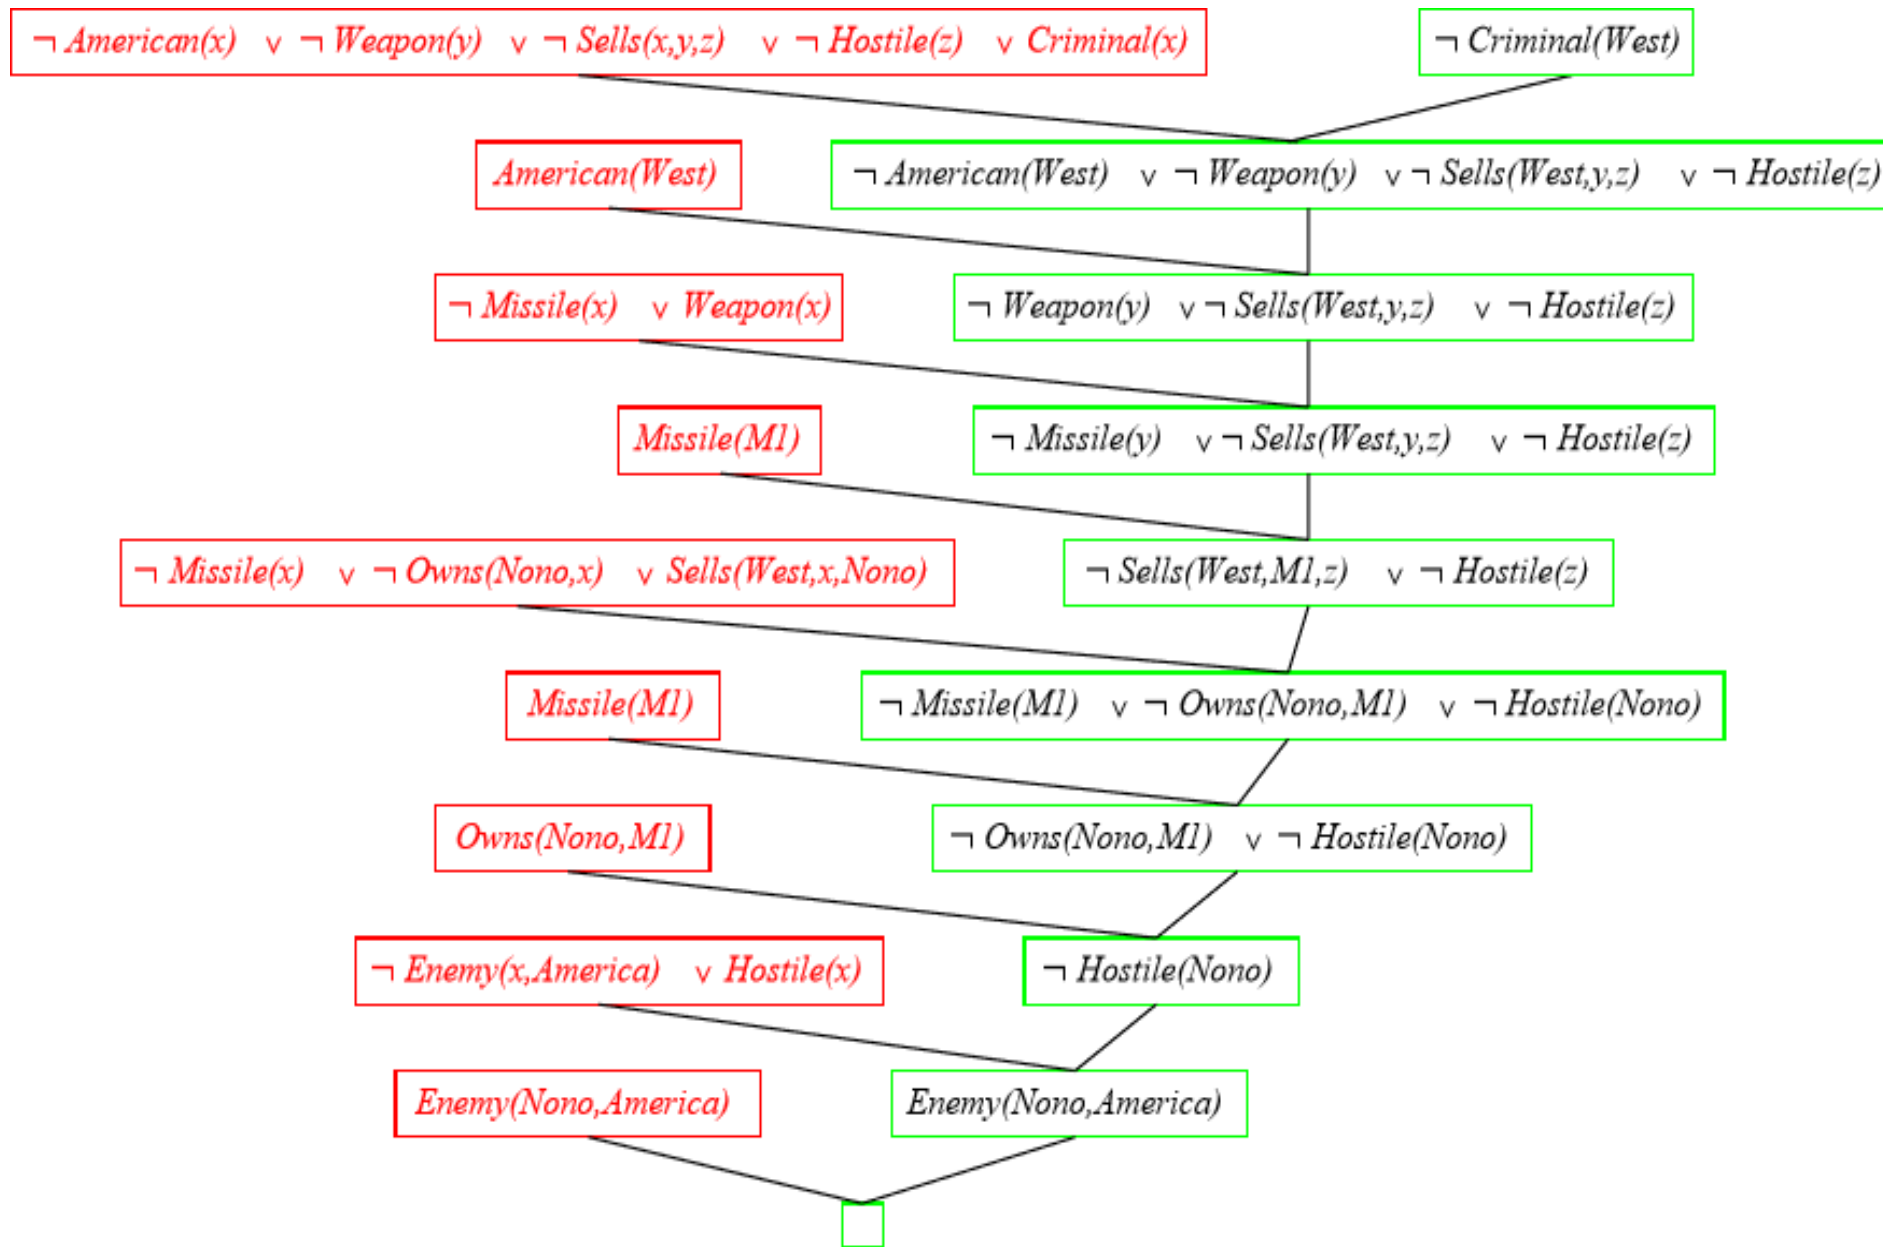 ¬ American(x) ∨ ¬ Weapon(y) ∨ ¬ Sells(x,y,z) ∨ ¬ Hostile(z) ∨ Criminal(x)
¬ Criminal(West)
American(West)
¬ American(West) ∨ ¬ Weapon(y) ∨ ¬ Sells(West,y,z) ∨ ¬ Hostile(z)
¬ Missile(x) ∨ Weapon(x)
¬ Weapon(y) ∨ ¬ Sells(West,y,z) ∨ ¬ Hostile(z)
Missile(M1)
¬ Missile(y) ∨ ¬ Sells(West,y,z) ∨ ¬ Hostile(z)
¬ Missile(x) ∨ ¬ Owns(Nono,x) ∨ Sells(West,x,Nono)
¬ Sells(West,M1,z) ∨ ¬ Hostile(z)
Missile(M1)
¬ Missile(M1) ∨ ¬ Owns(Nono,M1) ∨ ¬ Hostile(Nono)
Owns(Nono,M1)
¬ Owns(Nono,M1) ∨ ¬ Hostile(Nono)
¬ Enemy(x,America) ∨ Hostile(x)
¬ Hostile(Nono)
Enemy(Nono,America)
Enemy(Nono,America)